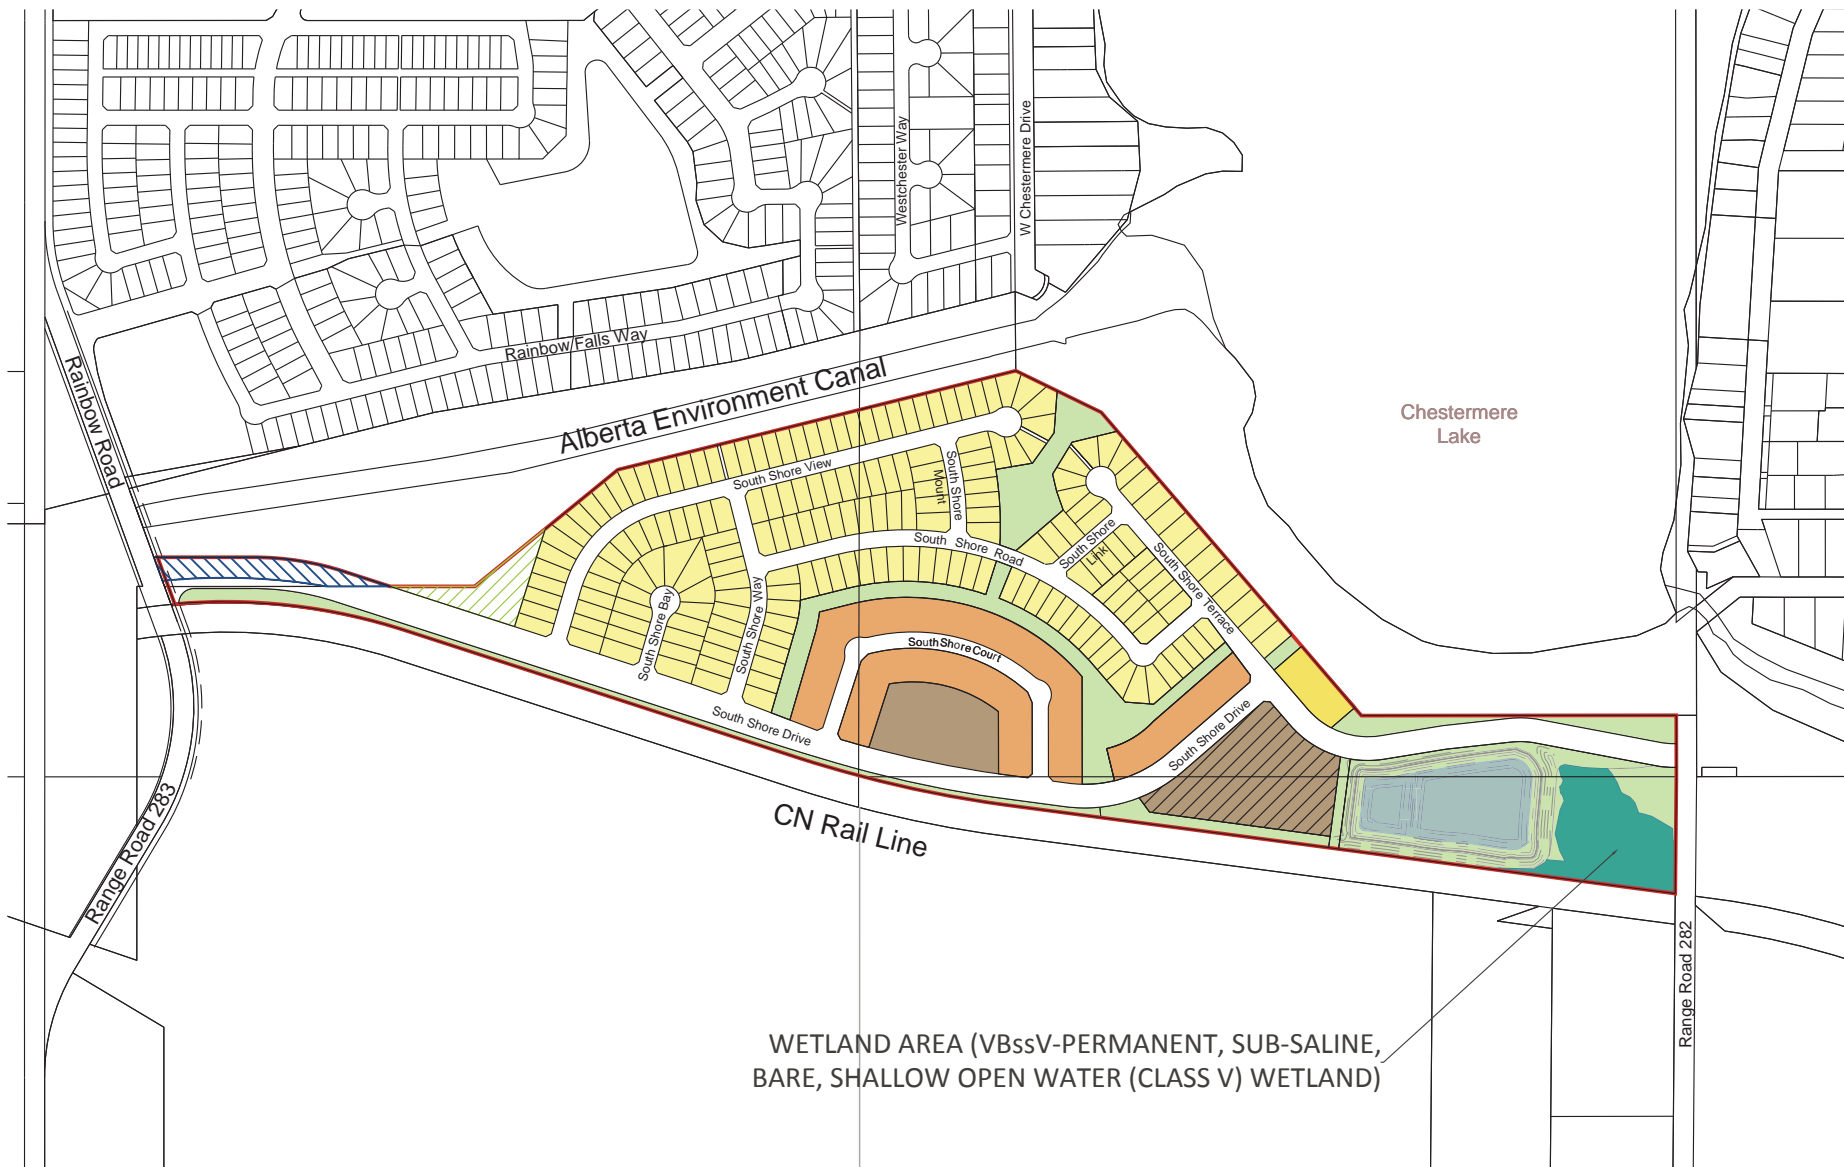 Westchester Way
W Chestermere Drive
Rainbow Falls Way
Rainbow Road
Alberta Environment Canal
Chestermere
Lake
South Shore View
South Shore
Mount
South Shore Road
South Shore
Link
South Shore Terrace
South Shore Bay
South Shore Way
South Shore Court
South Shore Drive
South Shore Drive
CN Rail Line
Range Road 283
Range Road 282
WETLAND AREA (VBssV-PERMANENT, SUB-SALINE,
BARE, SHALLOW OPEN WATER (CLASS V) WETLAND)